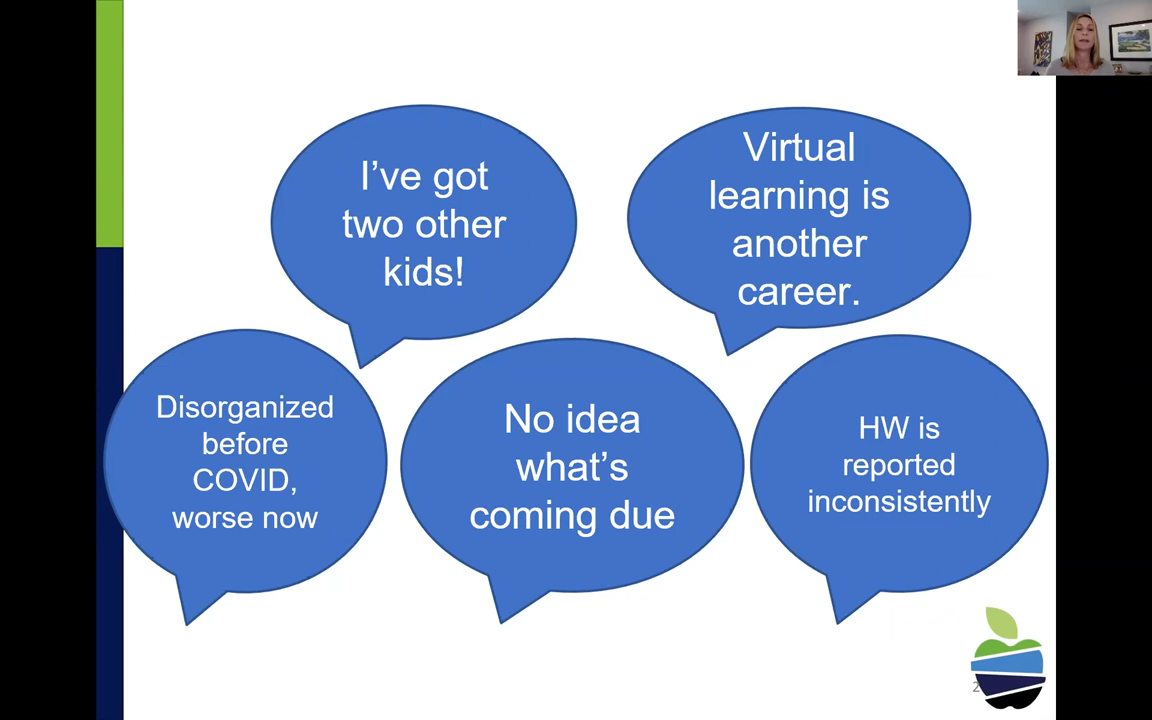 I’ve got
two other
kids!
Virtual
learning is
another
career.
Disorganized
before
COVID,
worse now
No idea
what’s
coming due
HW is
reported
inconsistently
2